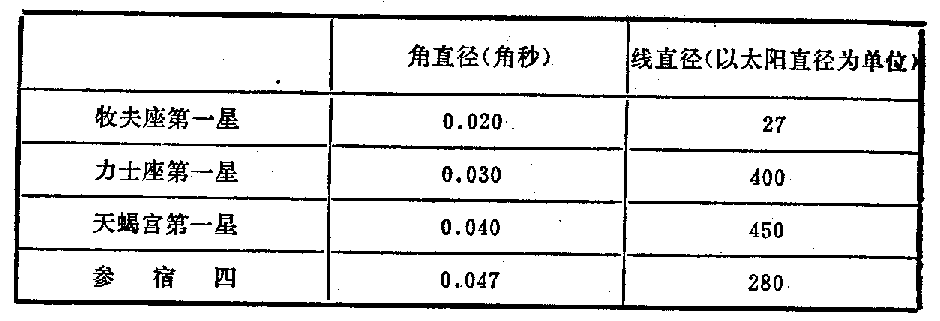 角直径(角秒) 线直径(以太阳直径为单位)
牧夫座第一星 0.020 27
力士座第一星 0.030 400
天蝎宫第一星 0.040 450
参宿四 0.047 280